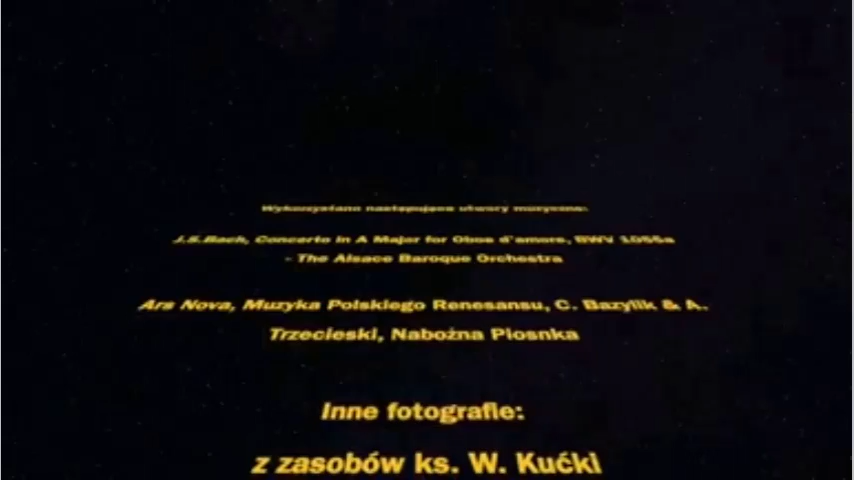 Wykorzystano następujące utwory muzyczne:
J.S.Bach, Concerto in A Major for Oboe d'amore, BWV 1055a
- The Alsace Baroque Orchestra
Ars Nova, Muzyka Polskiego Renesansu, C. Bazylik & A.
Trzecieski, Nabożna Piosnka
Inne fotografie:
z zasobów ks. W. Kućki